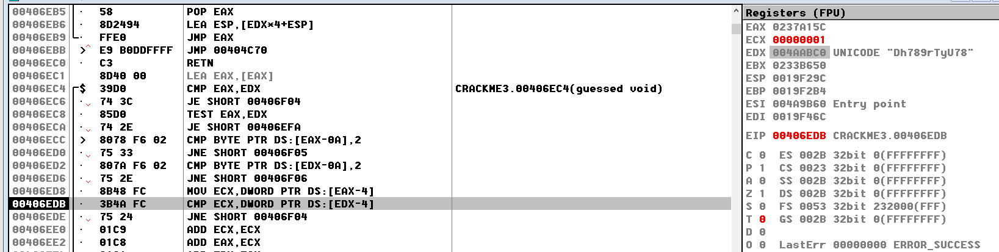 00406EB5 58 POP EAX
00406EB6 8D2494 LEA ESP,[EDX*4+ESP]
00406EB9 FFE0 JMP EAX
00406EBB > E9 B0DDFFFF JMP 00404C70
00406EC0 · C3 RETN
00406EC1 8D40 00 LEA EAX,[EAX]
00406EC4 $ 39D0 CMP EAX,EDX CRACKME3.00406EC4(guessed void)
00406EC6 · 74 3C JE SHORT 00406F04
00406EC8 · 85D0 TEST EAX,EDX
00406ECA · 74 2E JE SHORT 00406EFA
00406ECC > 8078 F6 02 CMP BYTE PTR DS:[EAX-0A],2
00406ED0 · 75 33 JNE SHORT 00406F05
00406ED2 · 807A F6 02 CMP BYTE PTR DS:[EDX-0A],2
00406ED6 · 75 2E JNE SHORT 00406F06
00406ED8 · 8B48 FC MOV ECX,DWORD PTR DS:[EAX-4]
00406EDB · 3B4A FC CMP ECX,DWORD PTR DS:[EDX-4]
00406EDE · 75 24 JNE SHORT 00406F04
00406EE0 · 01C9 ADD ECX,ECX
00406EE2 · 01C8 ADD EAX,ECX
Registers (FPU)
EAX 0237A15C
ECX 00000001
EDX 004AABC0 UNICODE "Dh789rTyU78"
EBX 0233B650
ESP 0019F29C
EBP 0019F2B4
ESI 004A9B60 Entry point
EDI 0019F46C
EIP 00406EDB CRACKME3.00406EDB
C 0 ES 002B 32bit 0(FFFFFFFF)
P 1 CS 0023 32bit 0(FFFFFFFF)
A 0 SS 002B 32bit 0(FFFFFFFF)
Z 1 DS 002B 32bit 0(FFFFFFFF)
S 0 FS 0053 32bit 232000(FFF)
T 0 GS 002B 32bit 0(FFFFFFFF)
D 0
O 0 LastErr 00000000 ERROR_SUCCESS